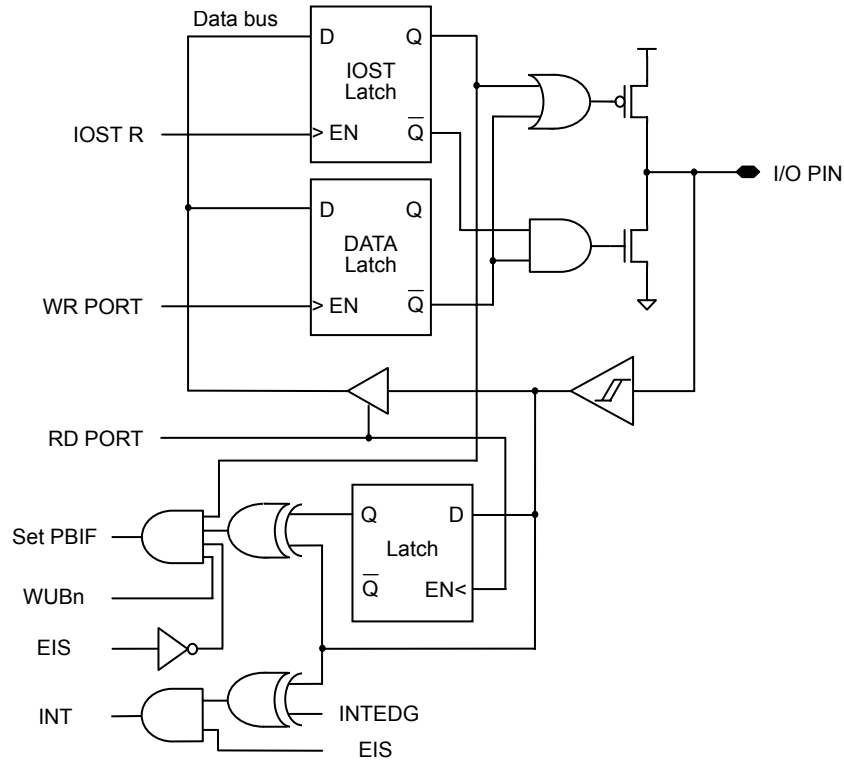 Data bus
D Q
IOST
Latch
> EN Q
IOST R
I/O PIN
D Q
DATA
Latch
> EN Q
WR PORT
RD PORT
Q D
Latch
Q EN<
Set PBIF
WUBn
EIS
INT
INTEDG
EIS